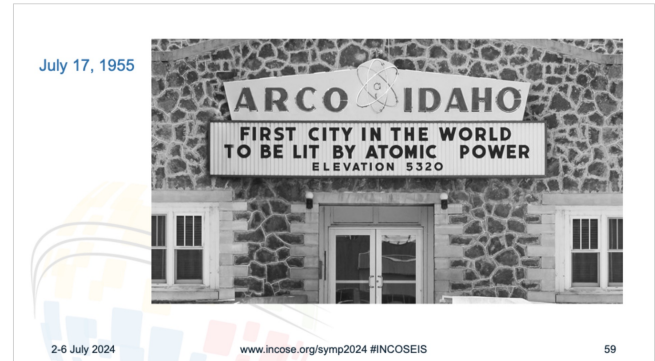 July 17, 1955
ARCO IDAHO
FIRST CITY IN THE WORLD
TO BE LIT BY ATOMIC POWER
ELEVATION 5320
2-6 July 2024 www.incose.org/symp2024 #INCOSEIS 59